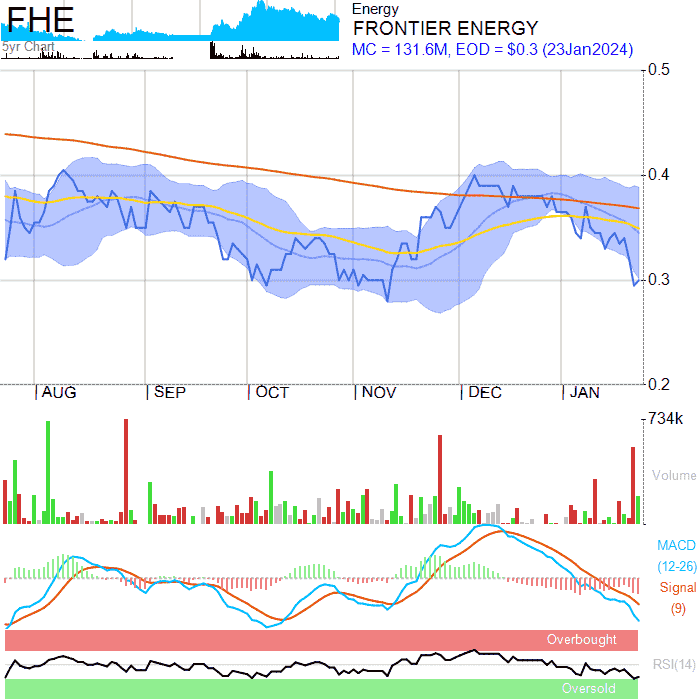 FHE
5yr Chart
Energy
FRONTIER ENERGY
MC = 131.6M, EOD = $0.3 (23Jan2024)
0.5
0.4
0.3
0.2
AUG SEP OCT NOV DEC JAN
734k
Volume
MACD
(12-26)
Signal
(9)
Overbought
RSI(14)
Oversold